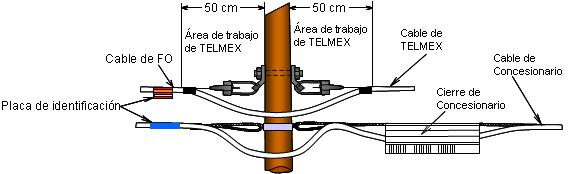 50 cm
50 cm
Área de trabajo
de TELMEX
Área de trabajo
de TELMEX
Cable de
TELMEX
Cable de FO
Cable de
Concesionario
Cierre de
Concesionario
Placa de identificación